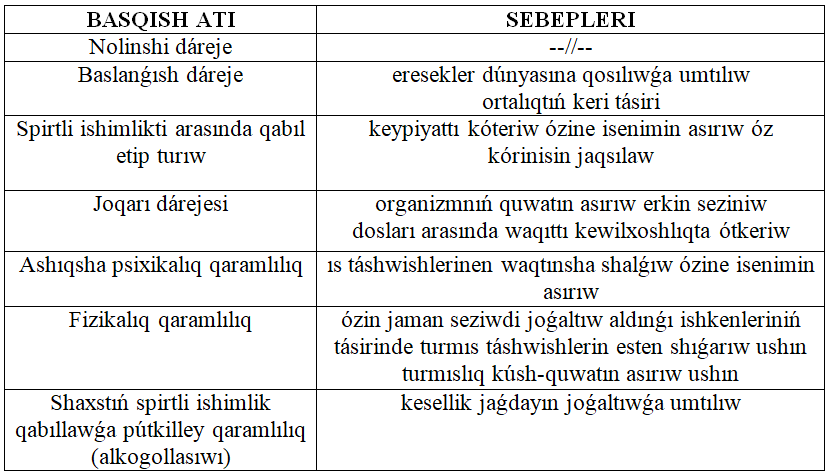 BASQISH ATI
SEBEPLERI
Nolinshi dáreje
--//--
Baslanǵısh dáreje
eresekler dúnyasına qosılıwǵa umtılıw
ortalıqtıń keri tásiri
Spirtli ishimlikti arasında qabıl
etip turıw
keypiyattı kóteriw ózine isenimin asırıw óz
kórinisin jaqsılaw
Joqarı dárejesi
organizmnıń quwatın asırıw erkin seziniw
dosları arasında waqıttı kewilxoshlıqta ótkeriw
Ashıqsha psixikalıq qaramlılıq
ıs táshwishlerinen waqtınsha shalǵıw ózine isenimin
asırıw
Fizikalıq qaramlılıq
ózin jaman seziwdi joǵaltıw aldınǵı ishkenleriniń
tásirinde turmıs táshwishlerin esten shıǵarıw ushın
turmıslıq kúsh-quwatın asırıw ushın
Shaxstıń spirtli ishimlik
qabıllawǵa pútkilley qaramlılıq
(alkogollasıwı)
kesellik jaǵdayın joǵaltıwǵa umtılıw